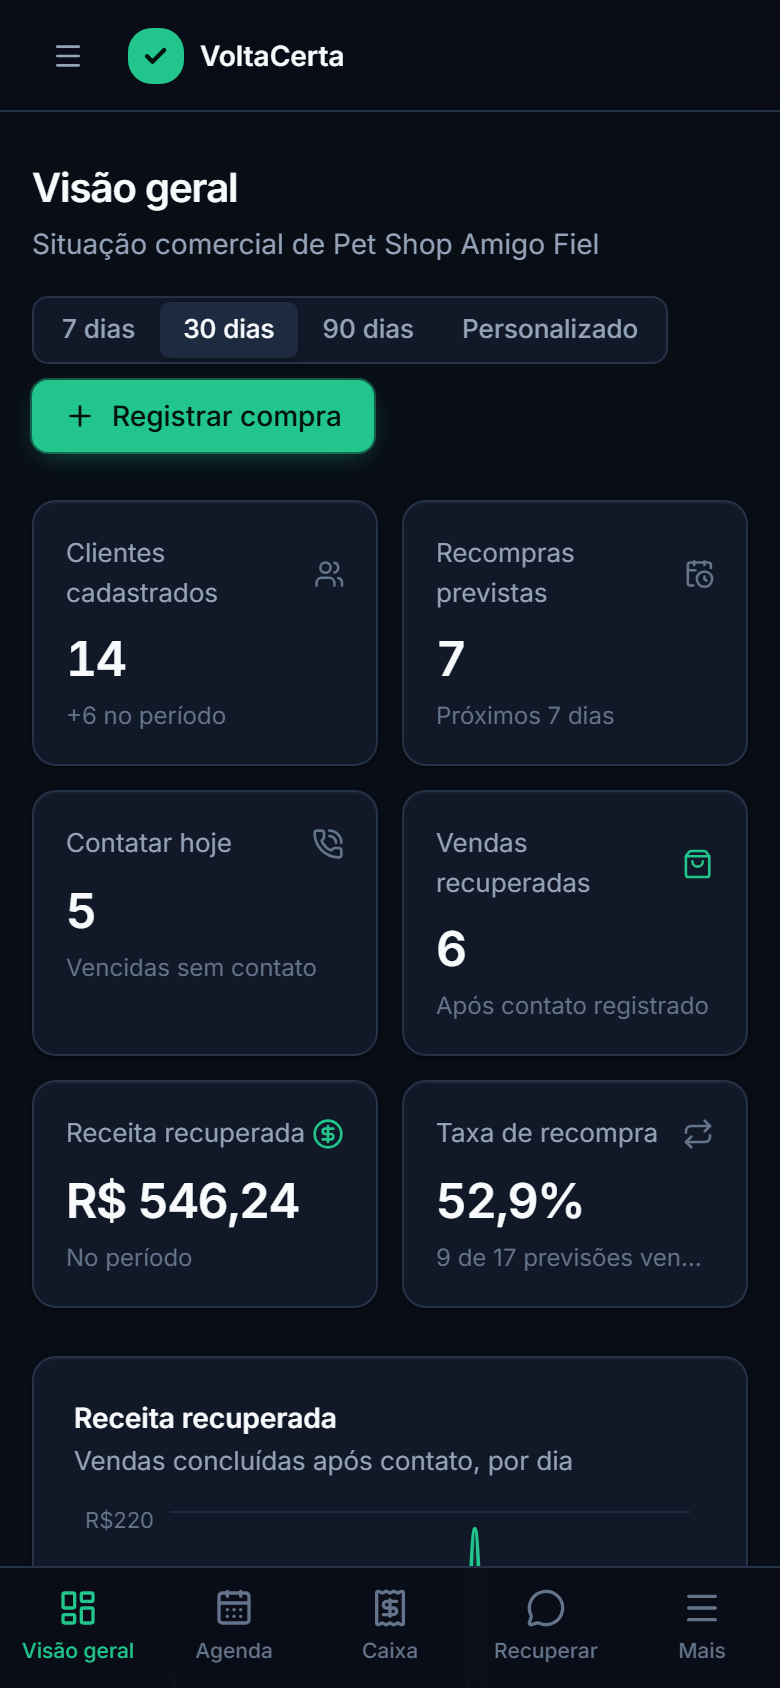 VoltaCerta
Visão geral
Situação comercial de Pet Shop Amigo Fiel
7 dias 30 dias 90 dias Personalizado
Registrar compra
Clientes
cadastrados
14
+6 no período
Recompras
previstas
7
Próximos 7 dias
Contatar hoje
5
Vencidas sem contato
Vendas
recuperadas
6
Após contato registrado
Receita recuperada
R$ 546,24
No período
Taxa de recompra
52,9%
9 de 17 previsões ven...
Receita recuperada
Vendas concluídas após contato, por dia
R$220
Visão geral Agenda Caixa Recuperar Mais